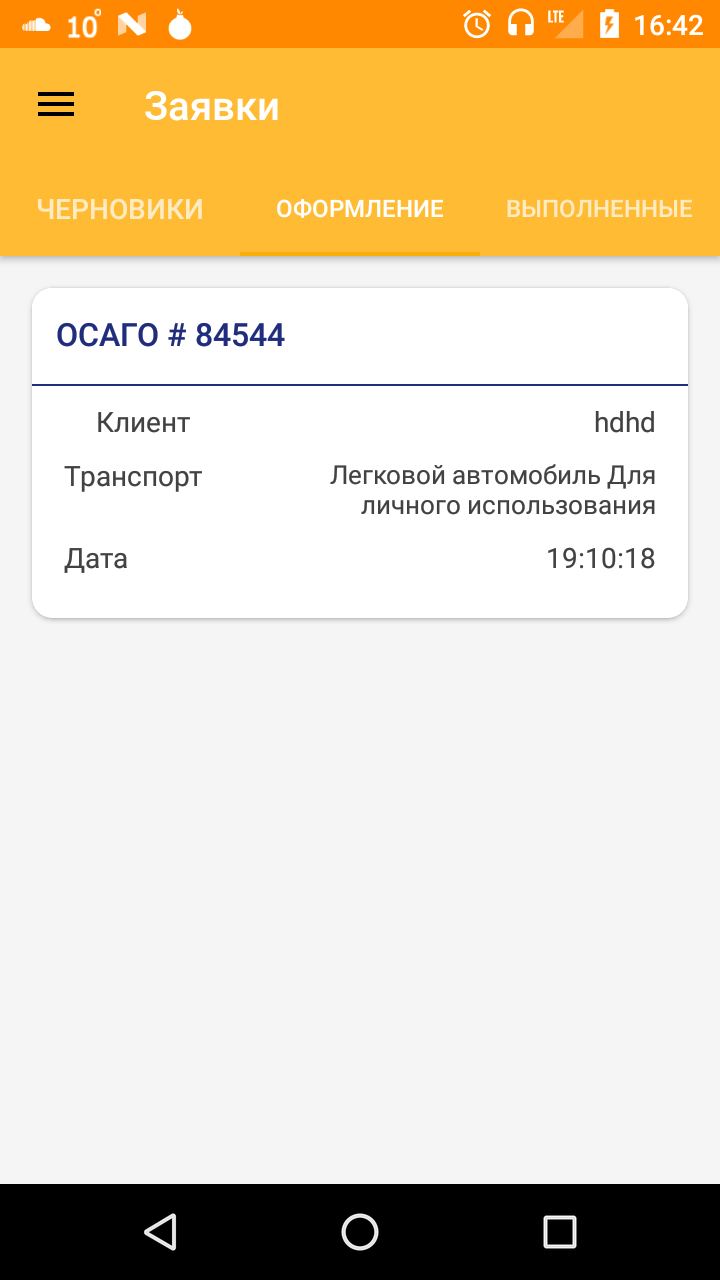 10° LTE 16:42
Заявки
ЧЕРНОВИКИ ОФОРМЛЕНИЕ ВЫПОЛНЕННЫЕ
ОСАГО # 84544
Клиент hdhd
Транспорт Легковой автомобиль Для
личного использования
Дата 19:10:18